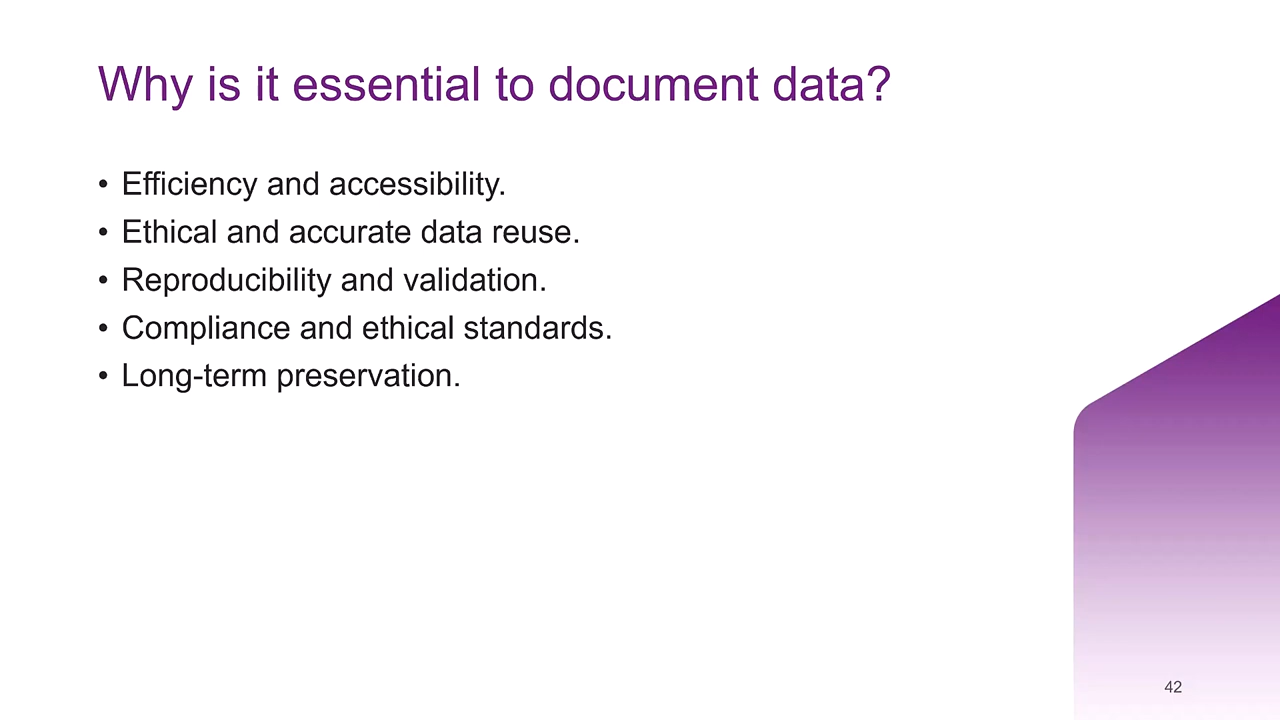 Why is it essential to document data?
• Efficiency and accessibility.
• Ethical and accurate data reuse.
• Reproducibility and validation.
• Compliance and ethical standards.
• Long-term preservation.
42